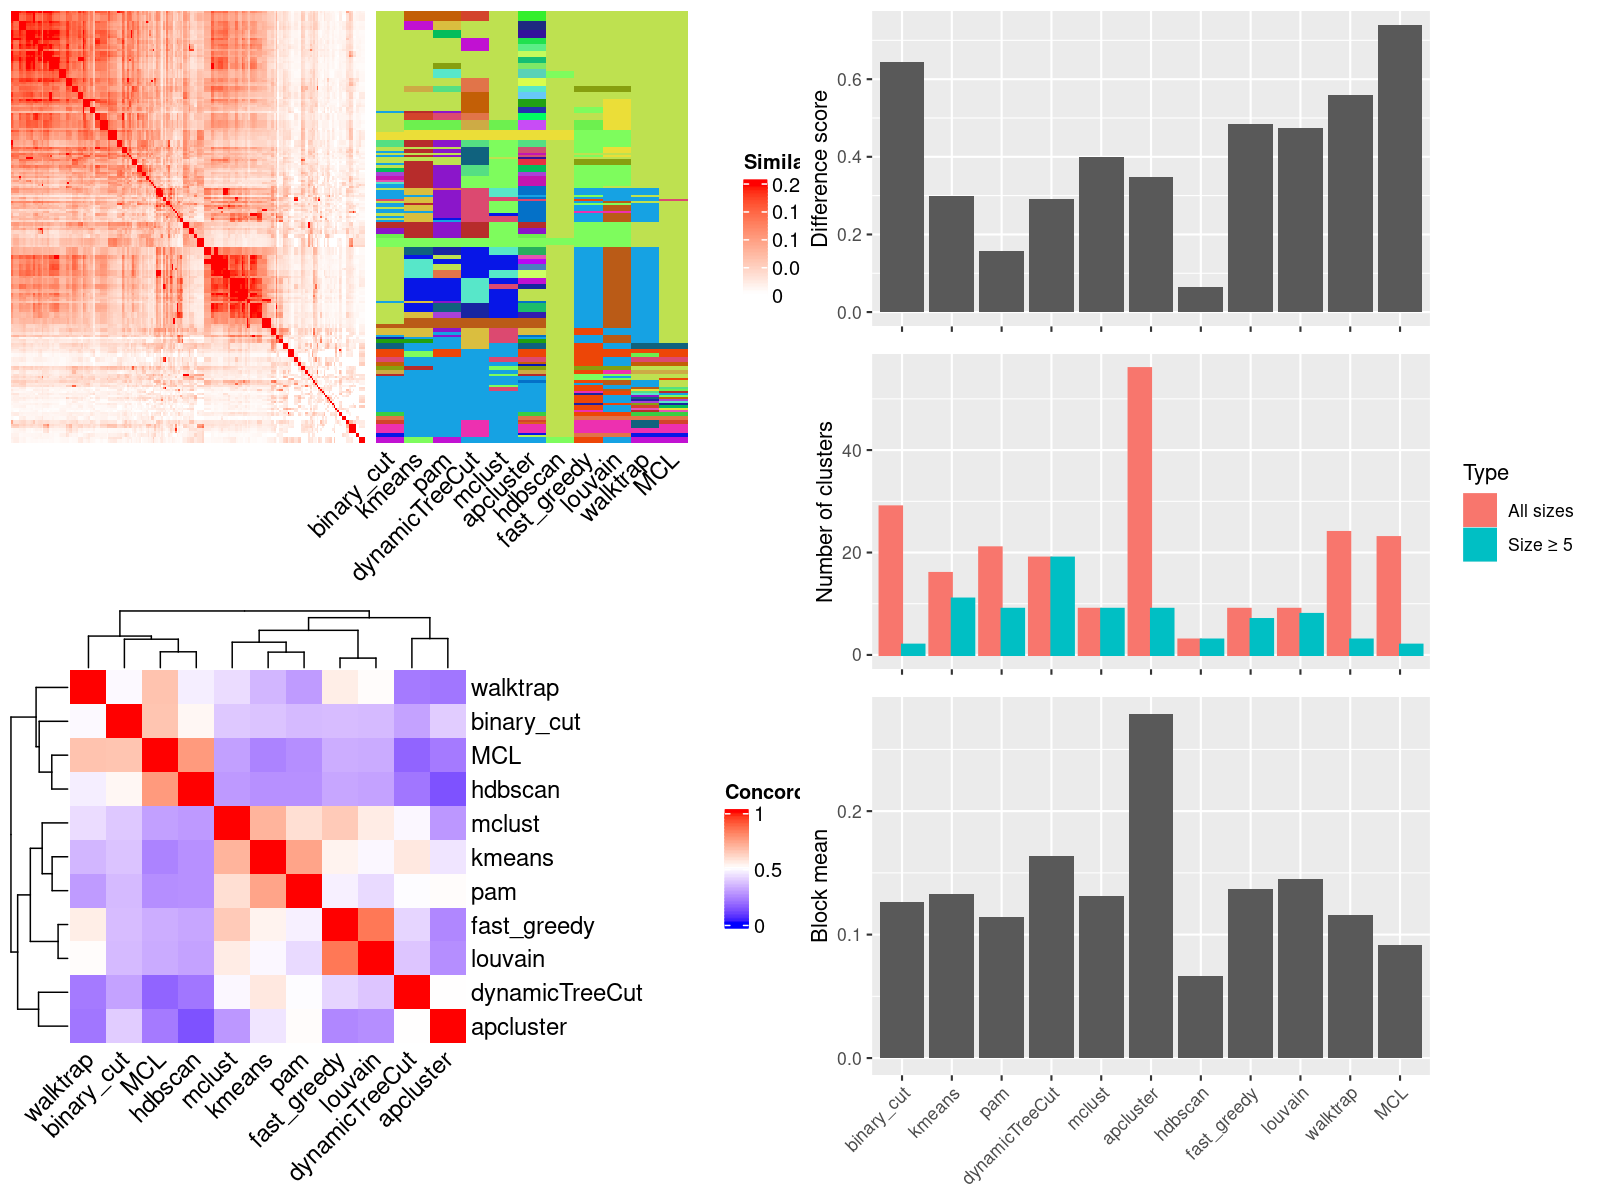 Simila
0.2
0.1
0.1
0.0
0
binary_cut
kmeans
pam
dynamicTreeCut
mclust
apcluster
hdbscan
fast_greedy
louvain
walktrap
MCL
walktrap
binary_cut
MCL
hdbscan
mclust
kmeans
pam
fast_greedy
louvain
dynamicTreeCut
apcluster
walktrap
binary_cut
MCL
hdbscan
mclust
kmeans
pam
fast_greedy
louvain
dynamicTreeCut
apcluster
Concord
1
0.5
0
Difference score
0.6
0.4
0.2
0.0
Number of clusters
40
20
0
Type
All sizes
Size ≥ 5
Block mean
0.2
0.1
0.0
binary_cut
kmeans
pam
dynamicTreeCut
mclust
apcluster
hdbscan
fast_greedy
louvain
walktrap
MCL